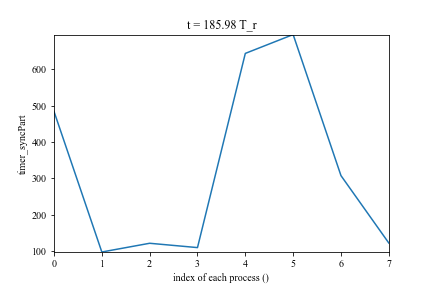 t = 185.98 T_r
timer_syncPart
600
500
400
300
200
100
0 1 2 3 4 5 6 7
index of each process ()